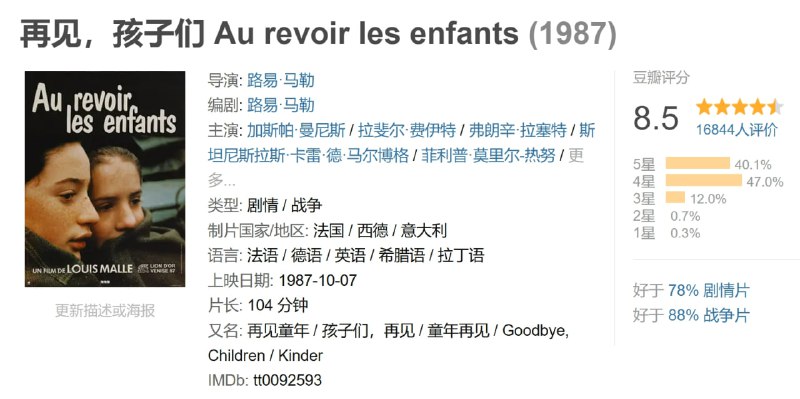 再见，孩子们 Au revoir les enfants (1987)
Au revoir
les enfants
UN FILM DE LOUIS MALLE
LION D'OR
VENISE 87
更新描述或海报
导演: 路易·马勒
编剧: 路易·马勒
主演: 加斯帕·曼尼斯 / 拉斐尔·费伊特 / 弗朗辛·拉塞特 / 斯
坦尼斯拉斯·卡雷·德·马尔博格 / 菲利普·莫里尔-热努 / 更
多...
类型: 剧情 / 战争
制片国家/地区: 法国 / 西德 / 意大利
语言: 法语 / 德语 / 英语 / 希腊语 / 拉丁语
上映日期: 1987-10-07
片长: 104 分钟
又名: 再见童年 / 孩子们，再见 / 童年再见 / Goodbye,
Children / Kinder
IMDb: tt0092593
豆瓣评分
8.5
16844人评价
5星 40.1%
4星 47.0%
3星 12.0%
2星 0.7%
1星 0.3%
好于 78% 剧情片
好于 88% 战争片